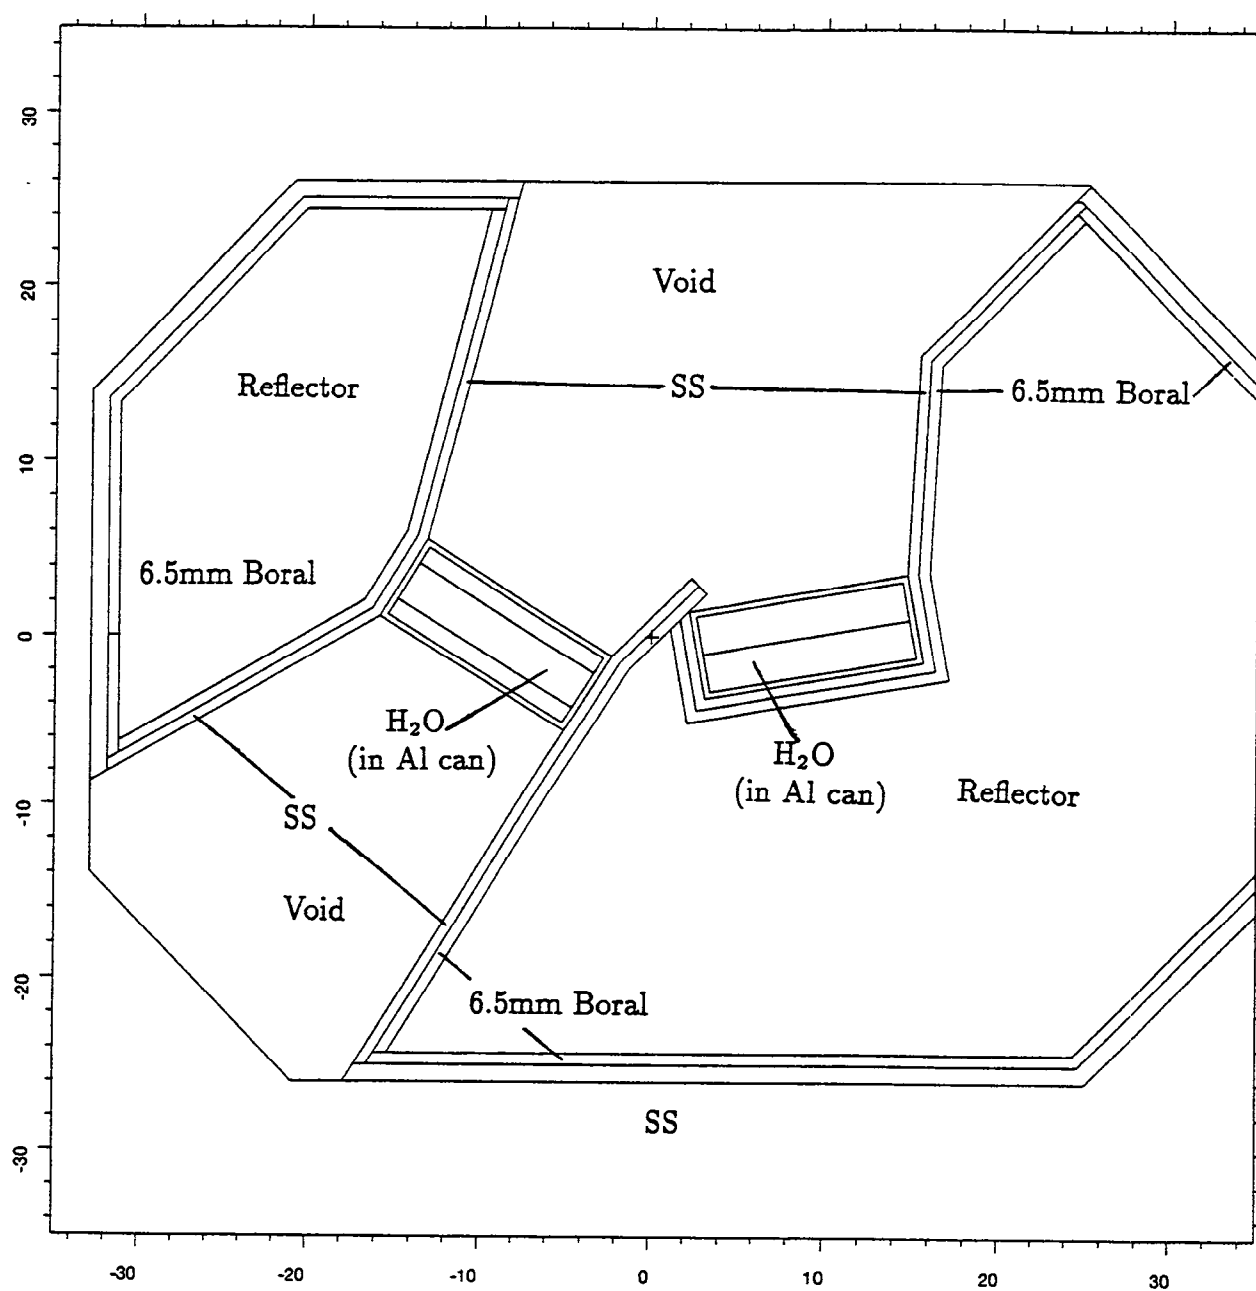 30
20
10
0
-10
-20
-30
Void
Reflector
SS
6.5mm Boral
6.5mm Boral
H₂O
(in Al can)
H₂O
(in Al can)
Reflector
SS
Void
6.5mm Boral
SS
-30 -20 -10 0 10 20 30